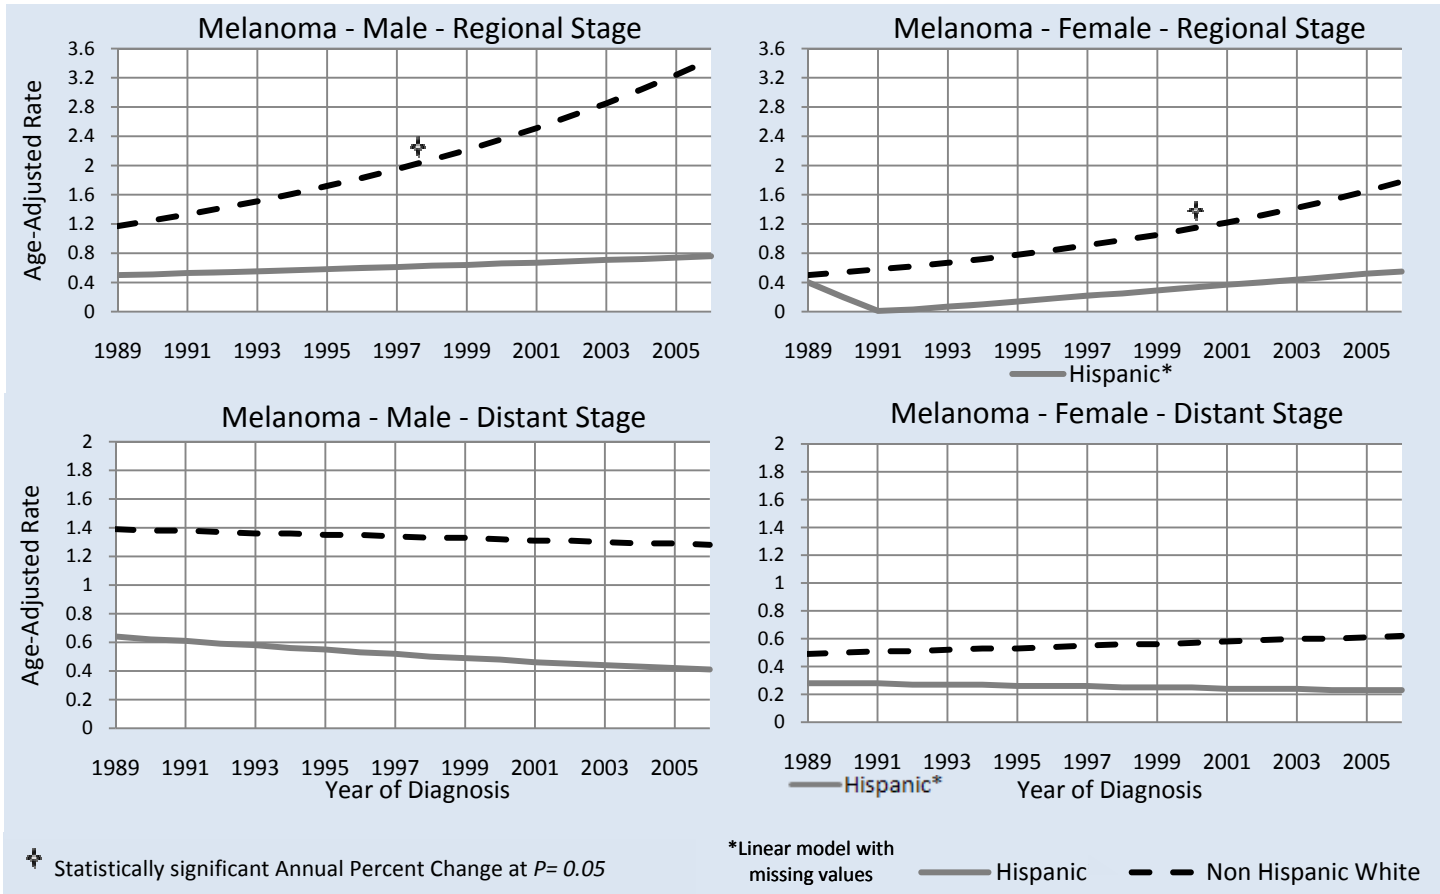 Melanoma - Male - Regional Stage
Age-Adjusted Rate
3.6
3.2
2.8
2.4
2
1.6
1.2
0.8
0.4
0
1989 1991 1993 1995 1997 1999 2001 2003 2005
Melanoma - Female - Regional Stage
3.6
3.2
2.8
2.4
2
1.6
1.2
0.8
0.4
0
1989 1991 1993 1995 1997 1999 2001 2003 2005
Hispanic*
Melanoma - Male - Distant Stage
Age-Adjusted Rate
2
1.8
1.6
1.4
1.2
1
0.8
0.6
0.4
0.2
0
1989 1991 1993 1995 1997 1999 2001 2003 2005
Year of Diagnosis
Melanoma - Female - Distant Stage
2
1.8
1.6
1.4
1.2
1
0.8
0.6
0.4
0.2
0
1989 1991 1993 1995 1997 1999 2001 2003 2005
Hispanic* Year of Diagnosis
Statistically significant Annual Percent Change at P= 0.05
*Linear model with
missing values
Hispanic Non Hispanic White